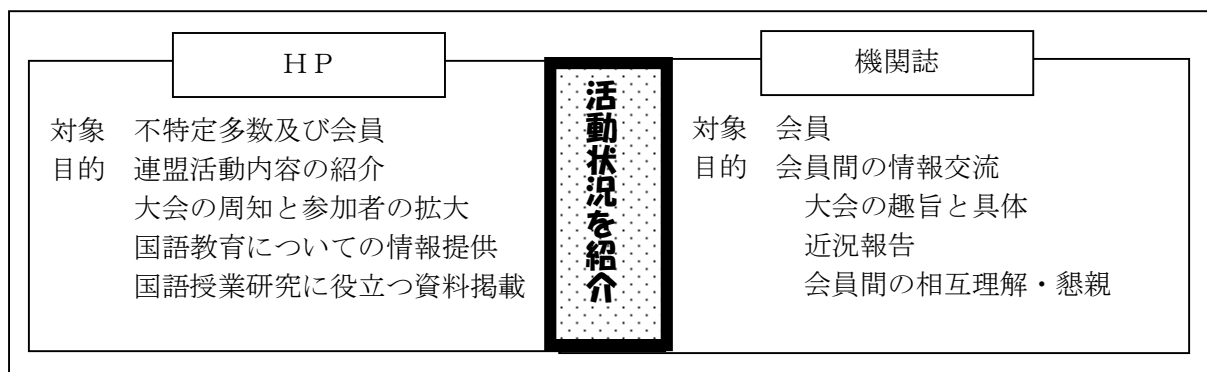 ＨＰ
対象　不特定多数及び会員
目的　連盟活動内容の紹介
大会の周知と参加者の拡大
国語教育についての情報提供
国語授業研究に役立つ資料掲載
活動状況を紹介
機関誌
対象　会員
目的　会員間の情報交流
大会の趣旨と具体
近況報告
会員間の相互理解・懇親